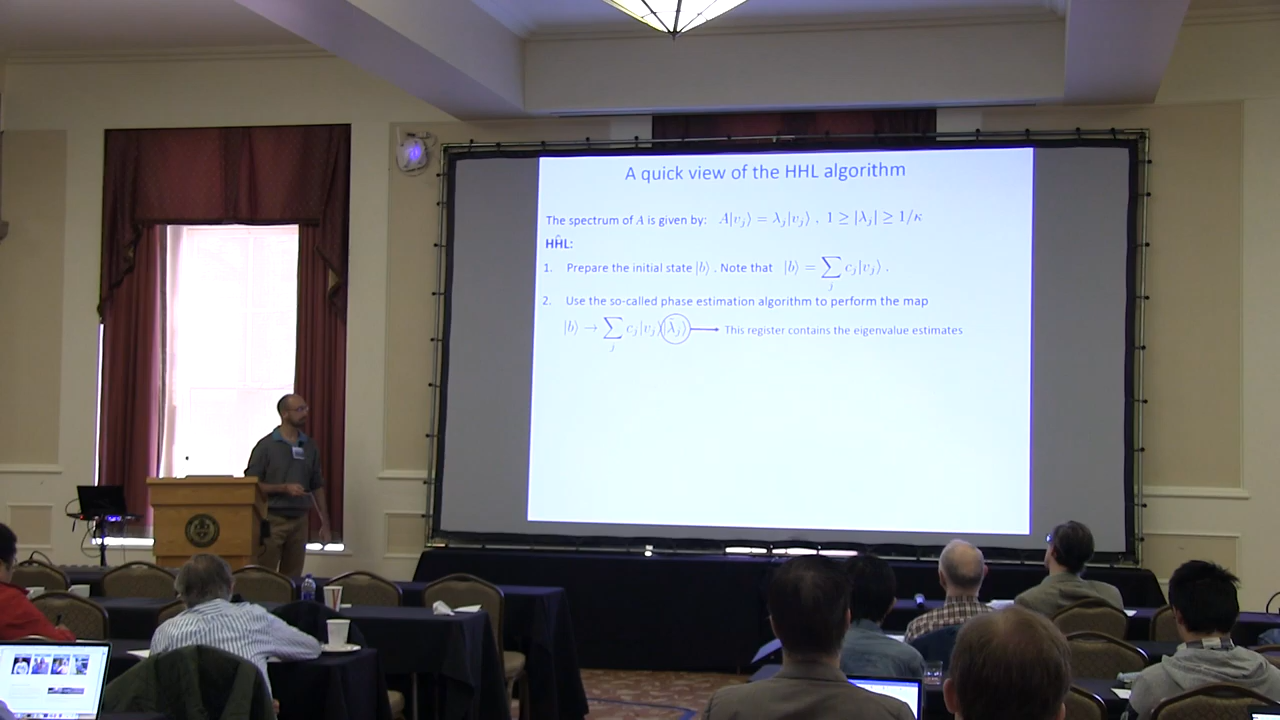 A quick view of the HHL algorithm
The spectrum of A is given by: A|v_j⟩ = λ_j|v_j⟩ , 1 ≥ |λ_j| ≥ 1/κ
HHL:
1. Prepare the initial state |b⟩ . Note that |b⟩ = ∑_j c_j|v_j⟩ .
2. Use the so-called phase estimation algorithm to perform the map
|b⟩ → ∑_j c_j|v_j⟩|λ̃_j⟩ → This register contains the eigenvalue estimates